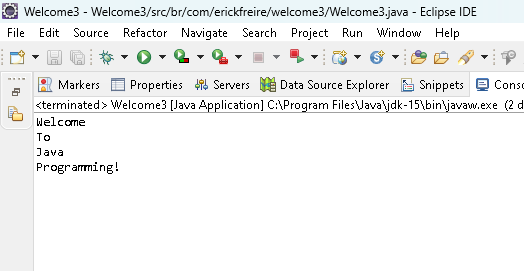 Welcome3 - Welcome3/src/br/com/erickfreire/welcome3/Welcome3.java - Eclipse IDE
File Edit Source Refactor Navigate Search Project Run Window Help
Markers Properties Servers Data Source Explorer Snippets Conso
<terminated> Welcome3 [Java Application] C:\Program Files\Java\jdk-15\bin\javaw.exe (2 d
Welcome
To
Java
Programming!